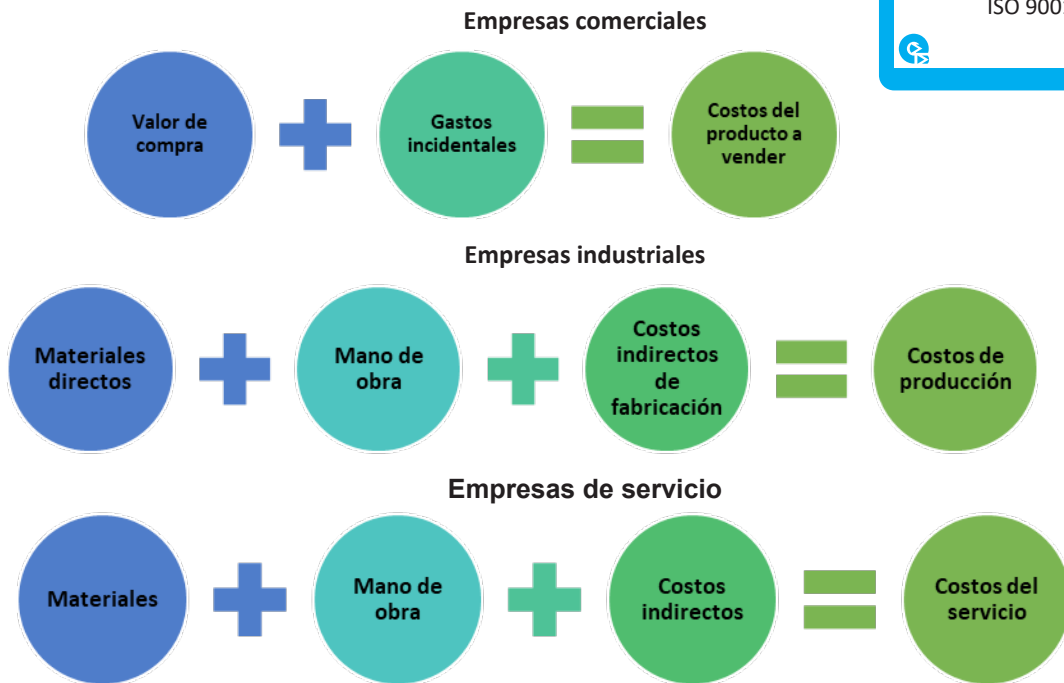 ISO 900
Empresas comerciales
Valor de
compra
Gastos
incidentales
Costos del
producto a
vender
Empresas industriales
Materiales
directos
Mano de
obra
Costos
indirectos
de
fabricación
Costos de
producción
Empresas de servicio
Materiales
Mano de
obra
Costos
indirectos
Costos del
servicio